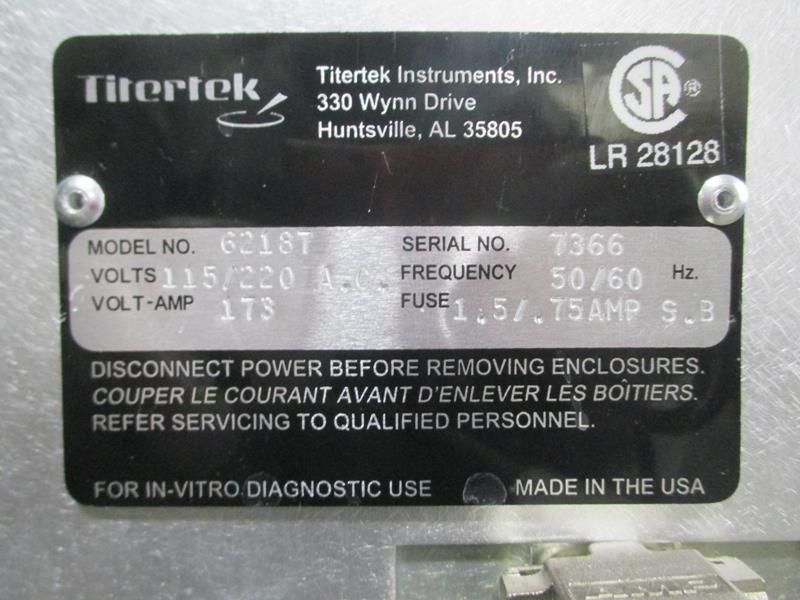 Titertek
Titertek Instruments, Inc.
330 Wynn Drive
Huntsville, AL 35805
CSA ®
LR 28128
MODEL NO. 6218T SERIAL NO. 7366
VOLTS 115/220 A.C. FREQUENCY 50/60 Hz.
VOLT-AMP 173 FUSE 1.5/.75AMP S.B
DISCONNECT POWER BEFORE REMOVING ENCLOSURES.
COUPER LE COURANT AVANT D'ENLEVER LES BOÎTIERS.
REFER SERVICING TO QUALIFIED PERSONNEL.
FOR IN-VITRO DIAGNOSTIC USE MADE IN THE USA
AMP